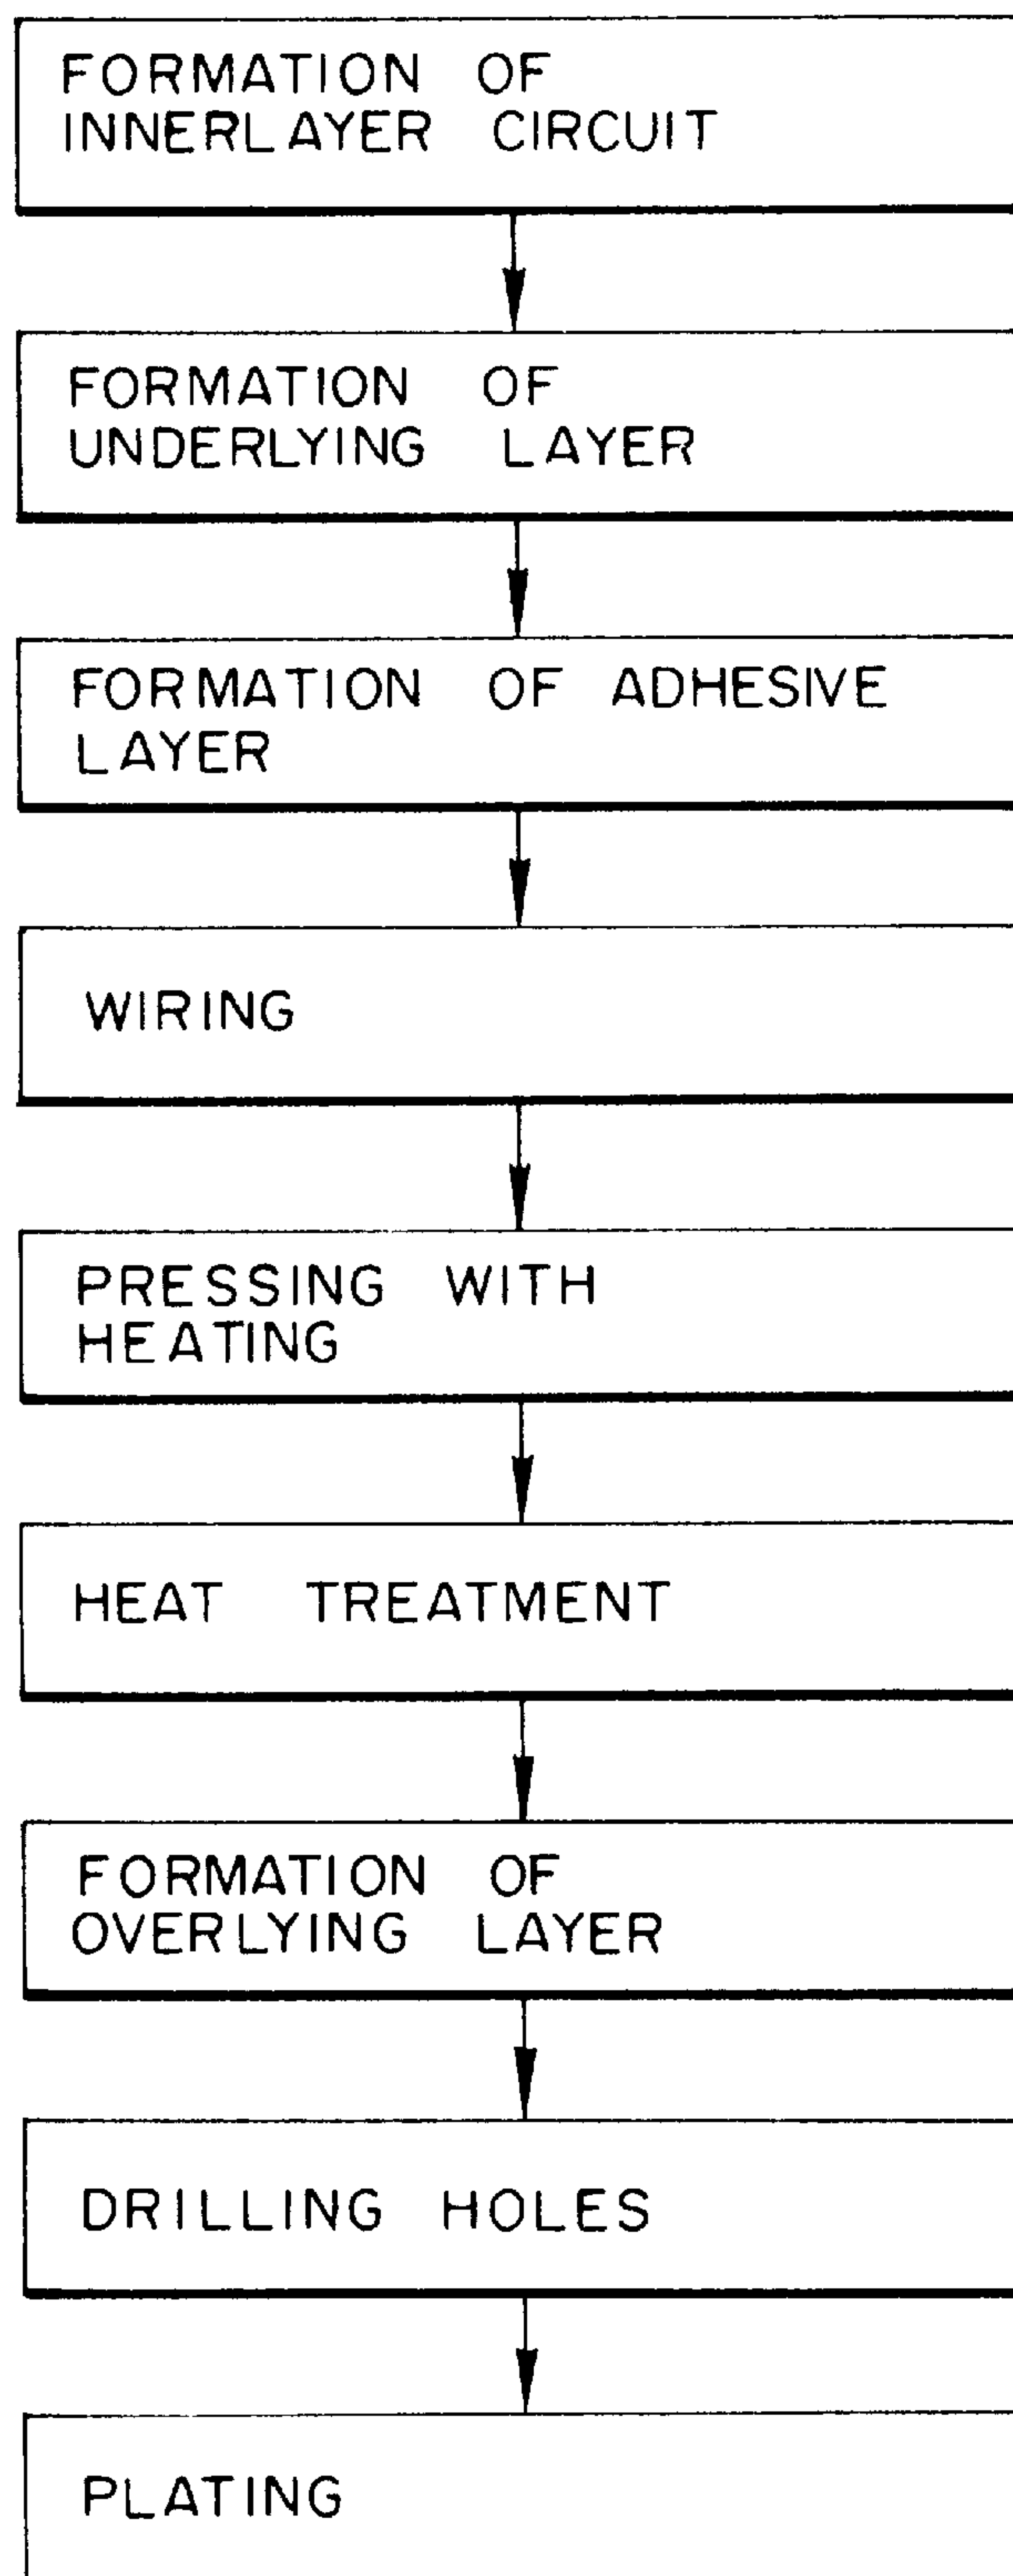 FORMATION OF
INNERLAYER CIRCUIT
FORMATION OF
UNDERLYING LAYER
FORMATION OF ADHESIVE
LAYER
WIRING
PRESSING WITH
HEATING
HEAT TREATMENT
FORMATION OF
OVERLYING LAYER
DRILLING HOLES
PLATING